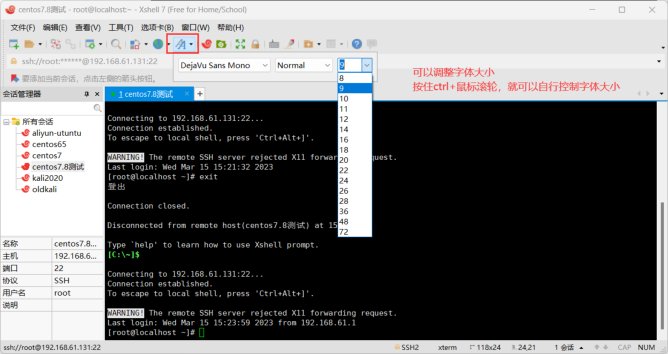 centos7.8测试 - root@localhost:~ - Xshell 7 (Free for Home/School)
文件(F) 编辑(E) 查看(V) 工具(T) 选项卡(B) 窗口(W) 帮助(H)
ssh://root:******@192.168.61.131:22
DejaVu Sans Mono Normal 9
要添加当前会话，点击左侧的箭头按钮。
可以调整字体大小
按住ctrl+鼠标滚轮，就可以自行控制字体大小
8
9
10
11
12
14
16
18
20
22
24
26
28
36
48
72
会话管理器
所有会话
aliyun-utuntu
centos65
centos7
centos7.8测试
kali2020
oldkali
名称 centos7.8...
主机 192.168.6...
端口 22
协议 SSH
用户名 root
说明
1 centos7.8测试
Connecting to 192.168.61.131:22...
Connection established.
To escape to local shell, press 'Ctrl+Alt+]'.
WARNING! The remote SSH server rejected X11 forwarding request.
Last login: Wed Mar 15 15:21:32 2023
[root@localhost ~]# exit
登出
Connection closed.
Disconnected from remote host(centos7.8测试) at 15
Type `help' to learn how to use Xshell prompt.
[C:\~]$
Connecting to 192.168.61.131:22...
Connection established.
To escape to local shell, press 'Ctrl+Alt+]'.
WARNING! The remote SSH server rejected X11 forwarding request.
Last login: Wed Mar 15 15:23:59 2023 from 192.168.61.1
[root@localhost ~]#
ssh://root@192.168.61.131:22 SSH2 xterm 118x24 24,21 1 会话 CAP NUM